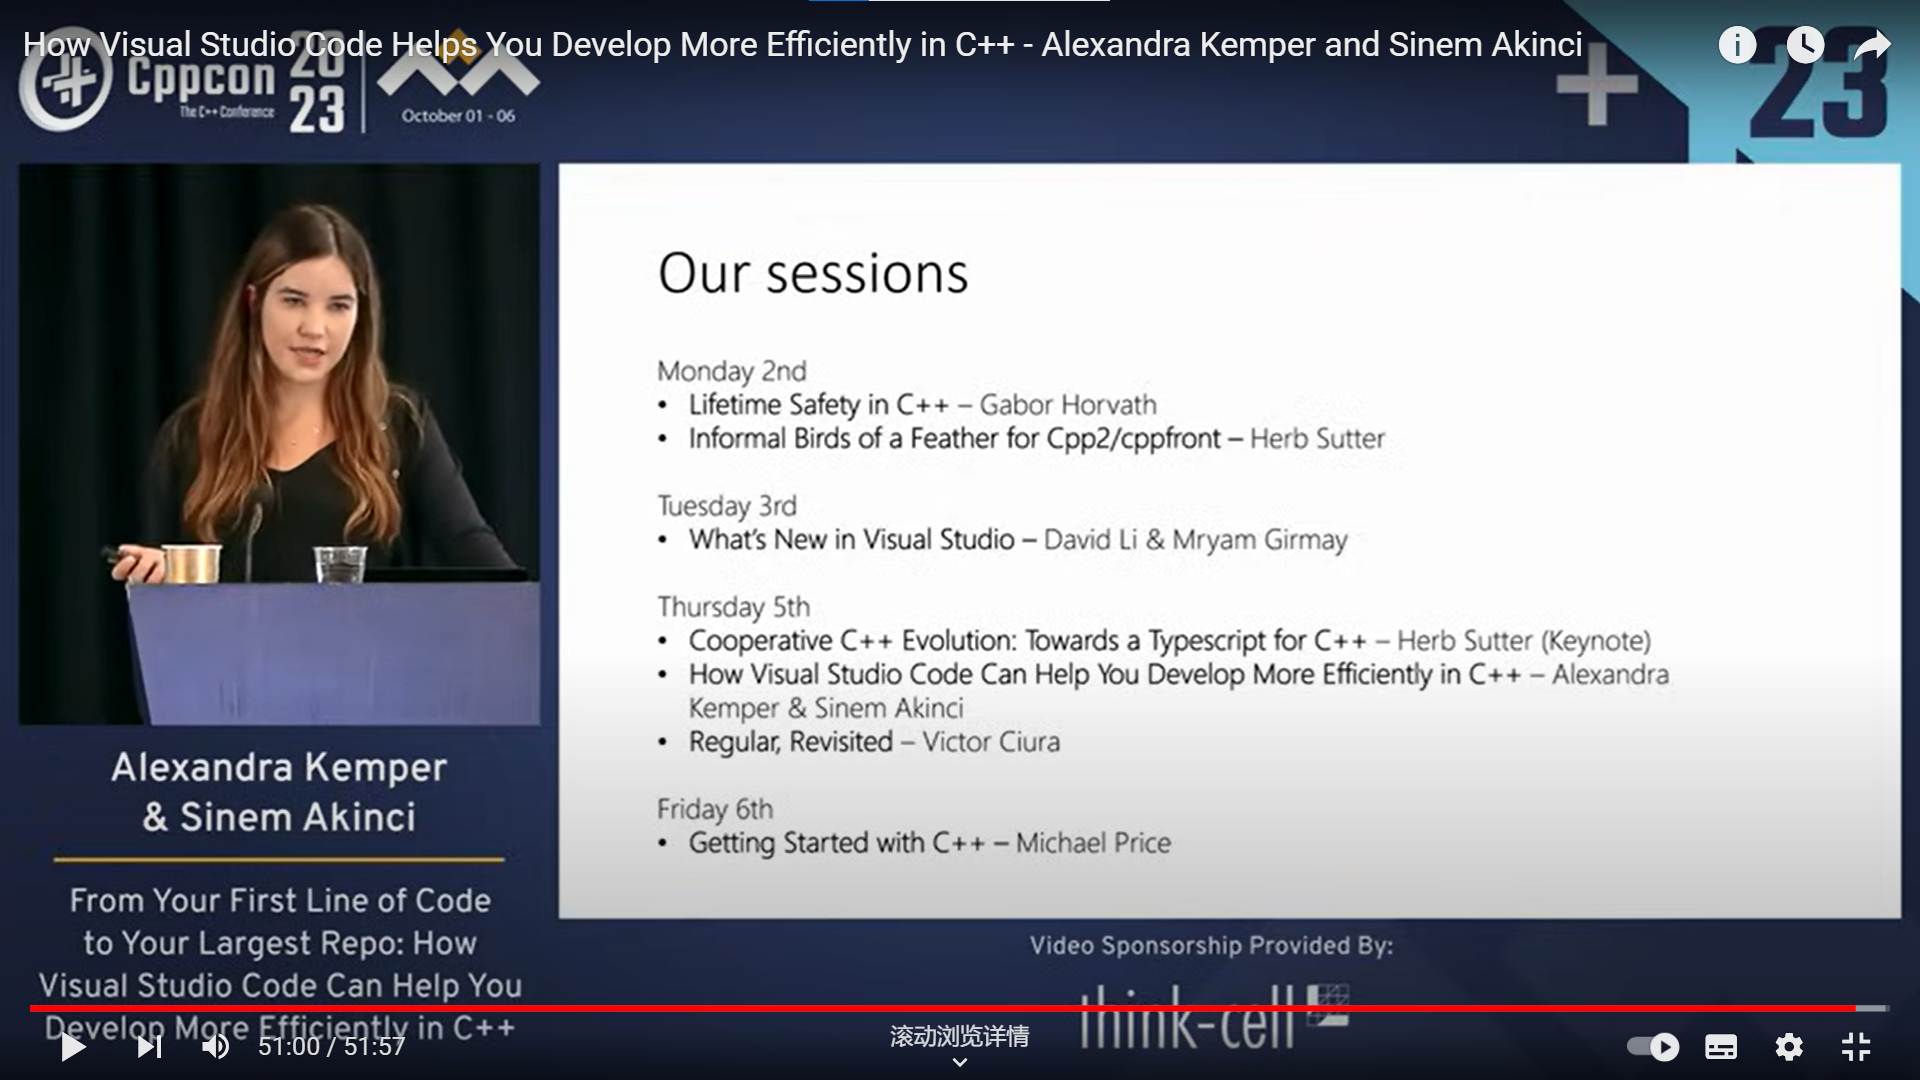 How Visual Studio Code Helps You Develop More Efficiently in C++ - Alexandra Kemper and Sinem Akinci
Cppcon
The C++ Conference
20
23
October 01 - 06
23
Our sessions
Monday 2nd
• Lifetime Safety in C++ – Gabor Horvath
• Informal Birds of a Feather for Cpp2/cppfront – Herb Sutter
Tuesday 3rd
• What's New in Visual Studio – David Li & Mryam Girmay
Thursday 5th
• Cooperative C++ Evolution: Towards a Typescript for C++ – Herb Sutter (Keynote)
• How Visual Studio Code Can Help You Develop More Efficiently in C++ – Alexandra
Kemper & Sinem Akinci
• Regular, Revisited – Victor Ciura
Friday 6th
• Getting Started with C++ – Michael Price
Alexandra Kemper
& Sinem Akinci
From Your First Line of Code
to Your Largest Repo: How
Visual Studio Code Can Help You
Develop More Efficiently in C++
Video Sponsorship Provided By:
think-cell
51:00 / 51:57
滚动浏览详情